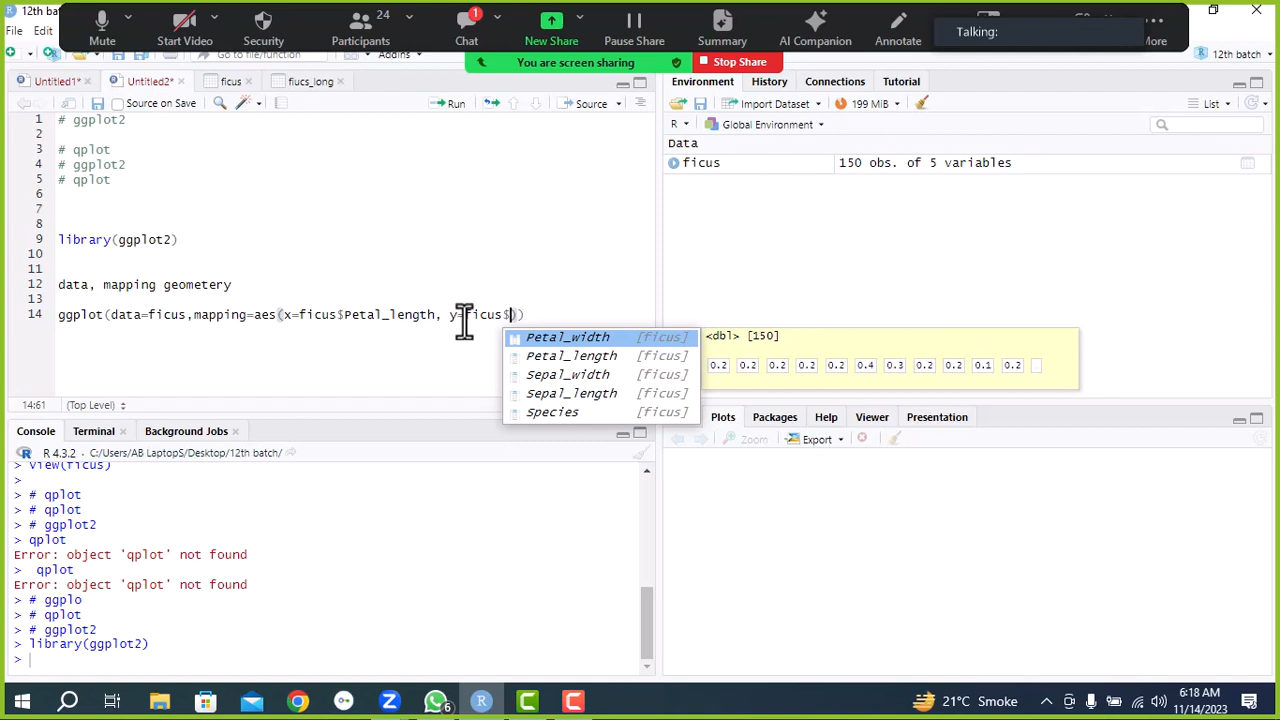 12th b
Mute
Start Video
Security
24
Participants
1
Chat
New Share
Pause Share
Summary
AI Companion
Annotate
Talking:
More
File
Edit
You are screen sharing
Stop Share
Go to file/function
Addins
12th batch
Untitled1*
Untitled2*
ficus
fiucs_long
Source on Save
Run
Source
1 # ggplot2
2
3 # qplot
4 # ggplot2
5 # qplot
6
7
8
9 library(ggplot2)
10
11
12 data, mapping geometery
13
14 ggplot(data=ficus,mapping=aes(x=ficus$Petal_length, y=ficus$))
Petal_width [ficus]
Petal_length [ficus]
Sepal_width [ficus]
Sepal_length [ficus]
Species [ficus]
<dbl> [150]
0.2 0.2 0.2 0.2 0.2 0.4 0.3 0.2 0.2 0.1 0.2
14:61
(Top Level)
Console
Terminal
Background Jobs
R 4.3.2 · C:/Users/AB LaptopS/Desktop/12th batch/
> view(ficus)
>
> # qplot
> # qplot
> # ggplot2
> qplot
Error: object 'qplot' not found
> qplot
Error: object 'qplot' not found
> # ggplo
> # qplot
> # ggplot2
> library(ggplot2)
>
Environment
History
Connections
Tutorial
Import Dataset
199 MiB
List
R
Global Environment
Data
ficus
150 obs. of 5 variables
Plots
Packages
Help
Viewer
Presentation
Zoom
Export
6
21°C Smoke
6:18 AM
11/14/2023
1